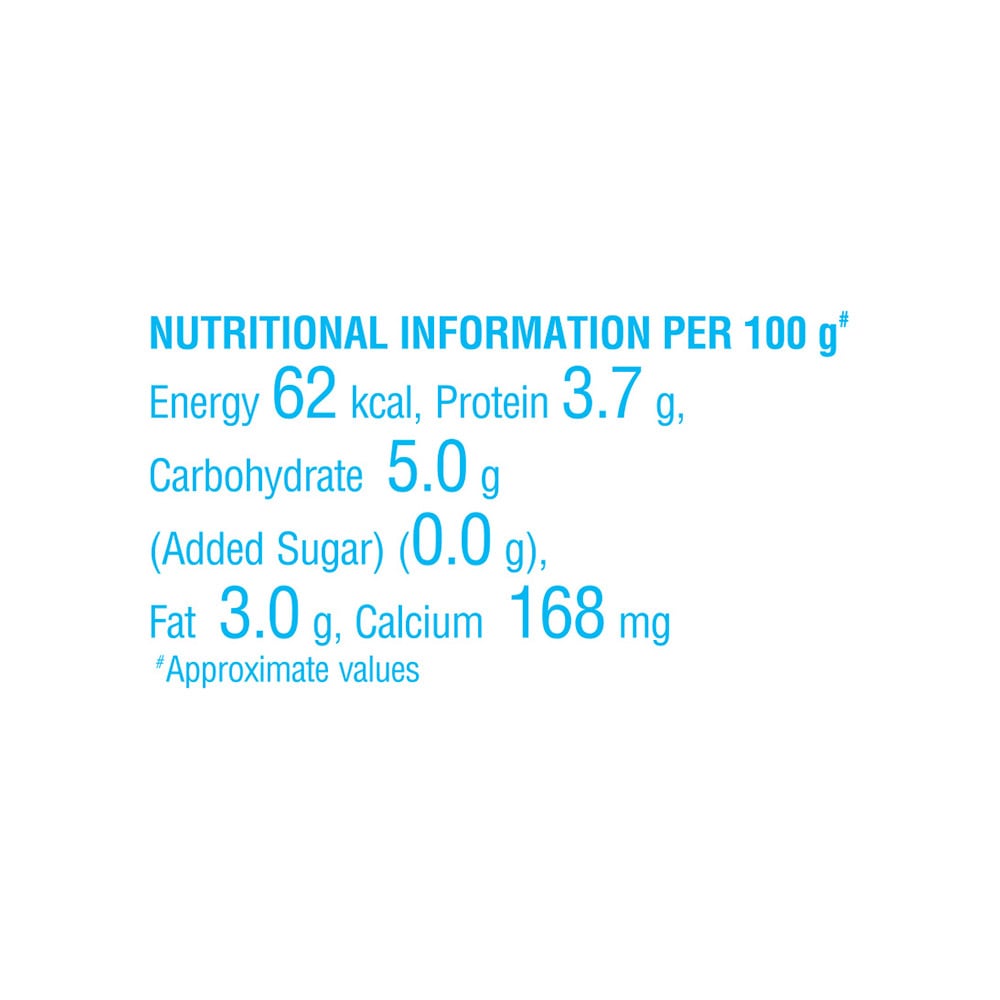 NUTRITIONAL INFORMATION PER 100 g#
Energy 62 kcal, Protein 3.7 g,
Carbohydrate 5.0 g
(Added Sugar) (0.0 g),
Fat 3.0 g, Calcium 168 mg
#Approximate values